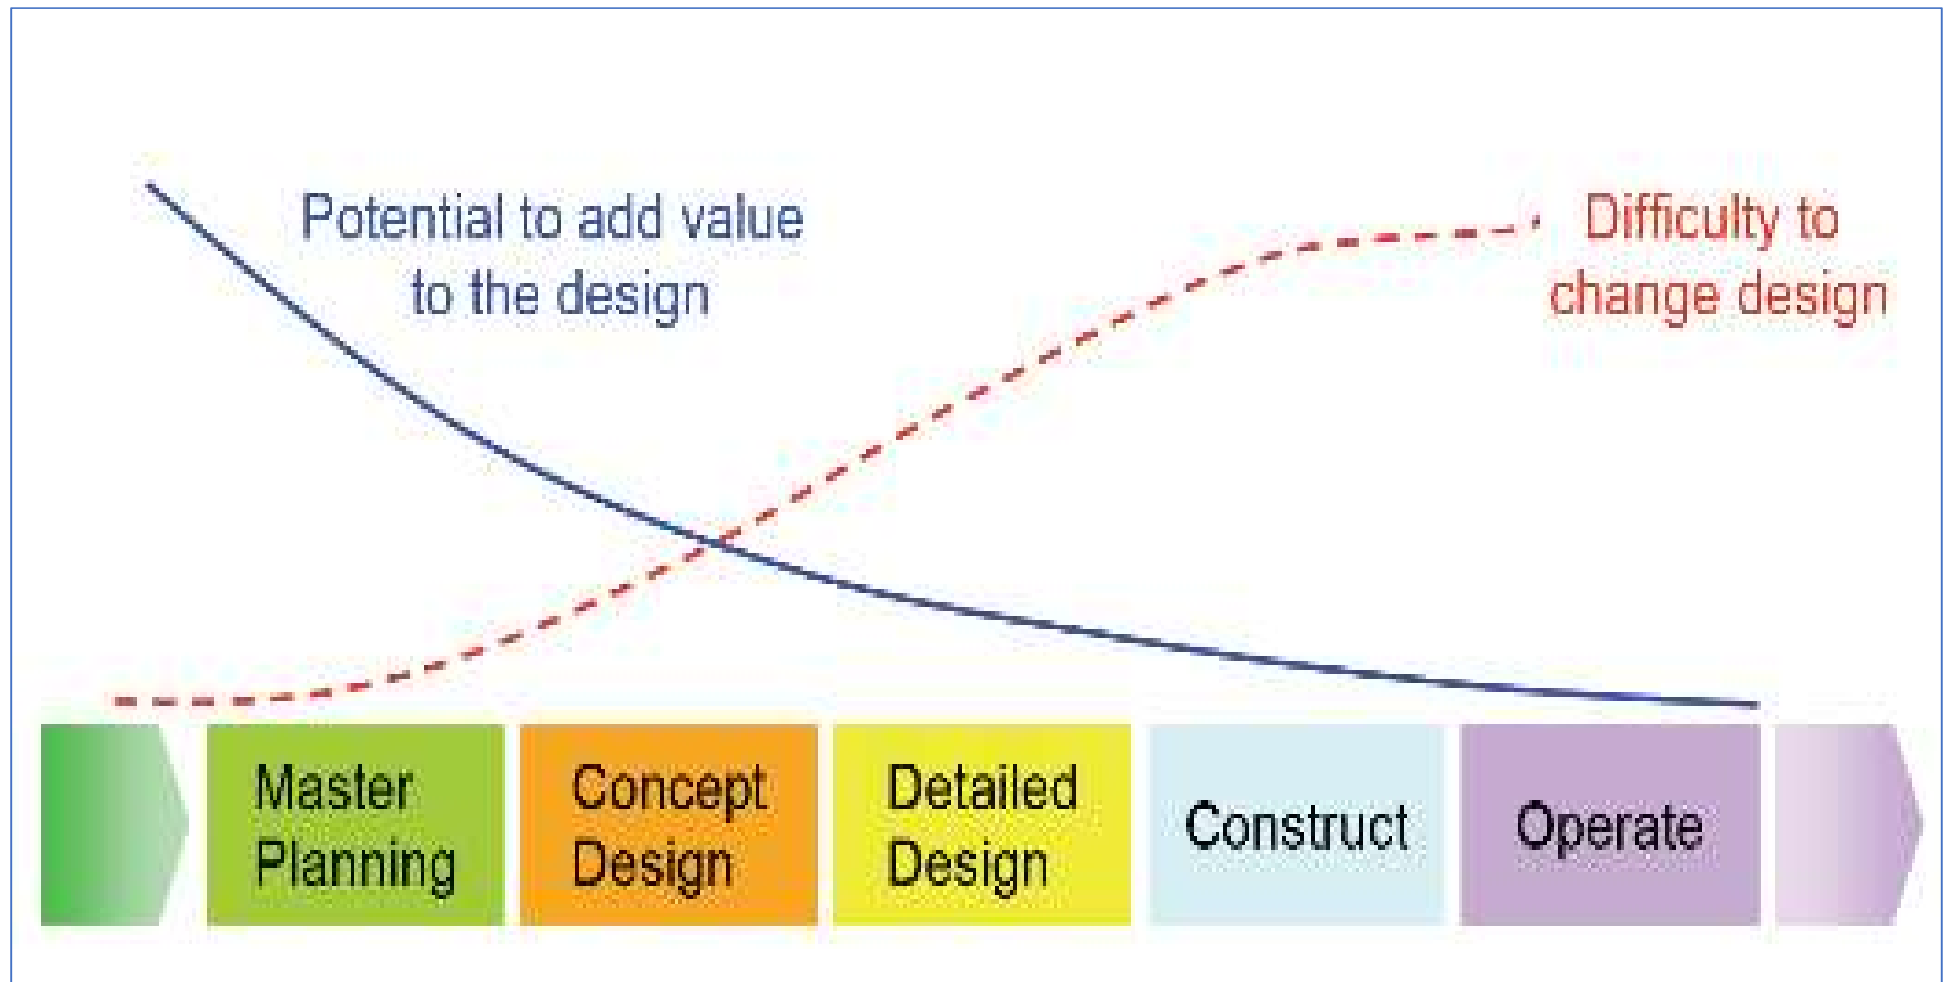 Potential to add value
to the design
Difficulty to
change design
Master
Planning
Concept
Design
Detailed
Design
Construct
Operate